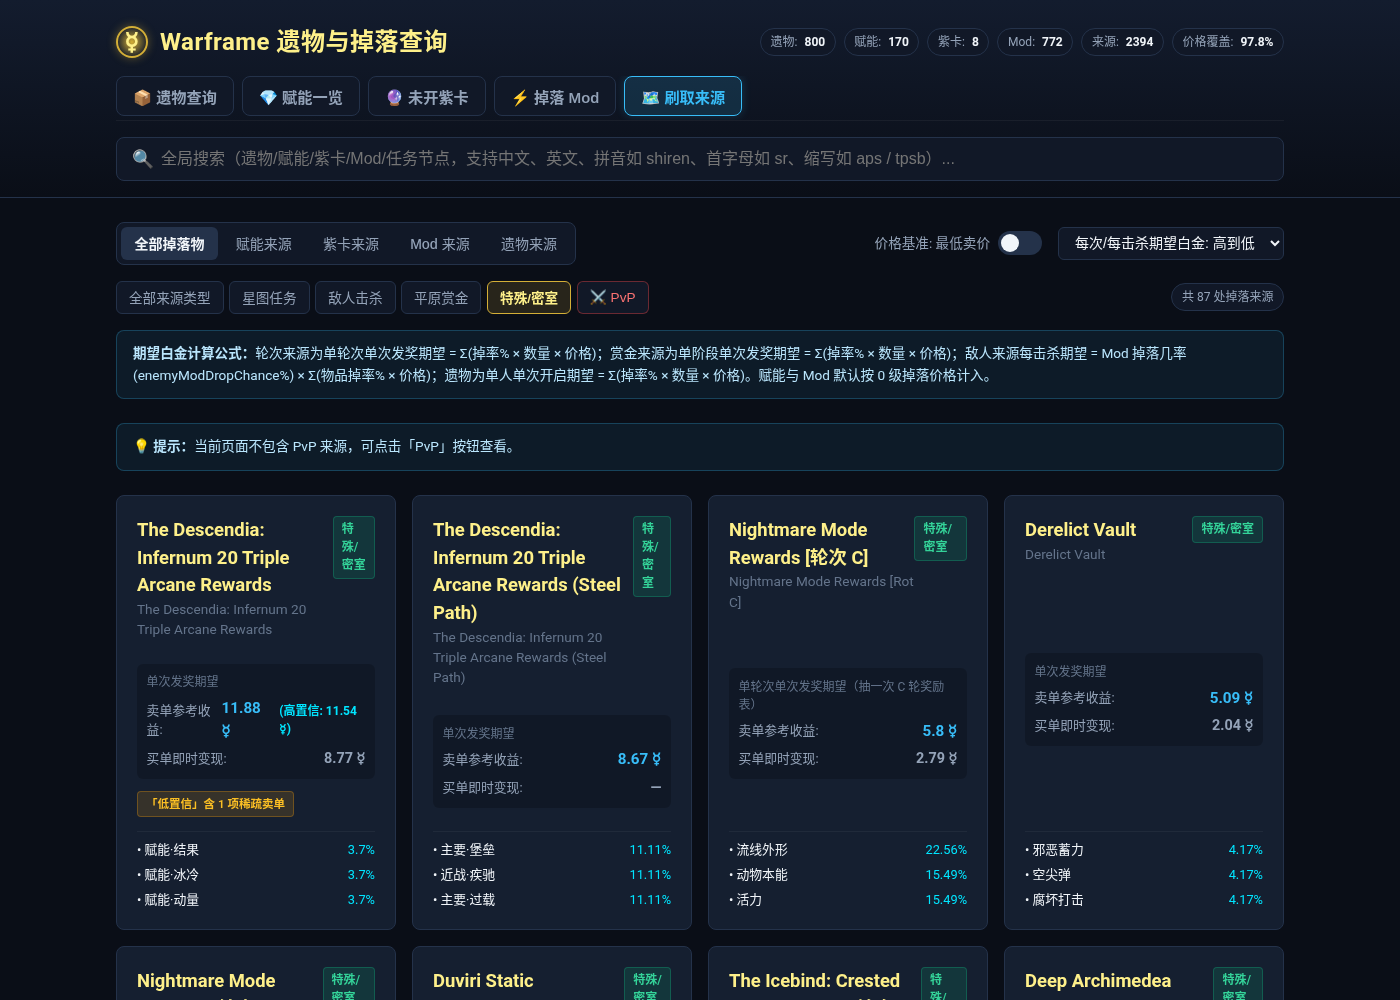 Warframe 遗物与掉落查询
遗物: 800
赋能: 170
紫卡: 8
Mod: 772
来源: 2394
价格覆盖: 97.8%
📦 遗物查询
💎 赋能一览
🔮 未开紫卡
⚡ 掉落 Mod
🗺️ 刷取来源
🔍 全局搜索（遗物/赋能/紫卡/Mod/任务节点，支持中文、英文、拼音如 shiren、首字母如 sr、缩写如 aps / tpsb）...
全部掉落物
赋能来源
紫卡来源
Mod 来源
遗物来源
价格基准: 最低卖价
每次/每击杀期望白金: 高到低
全部来源类型
星图任务
敌人击杀
平原赏金
特殊/密室
⚔️ PvP
共 87 处掉落来源
期望白金计算公式：轮次来源为单轮次单次发奖期望 = Σ(掉率% × 数量 × 价格)；赏金来源为单阶段单次发奖期望 = Σ(掉率% × 数量 × 价格)；敌人来源每击杀期望 = Mod 掉落几率
(enemyModDropChance%) × Σ(物品掉率% × 价格)；遗物为单人单次开启期望 = Σ(掉率% × 数量 × 价格)。赋能与 Mod 默认按 0 级掉落价格计入。
💡 提示：当前页面不包含 PvP 来源，可点击「PvP」按钮查看。
The Descendia:
Infernum 20 Triple
Arcane Rewards
特
殊/
密室
The Descendia: Infernum 20
Triple Arcane Rewards
单次发奖期望
卖单参考收
益:
11.88
☿
(高置信: 11.54
☿)
买单即时变现:
8.77 ☿
「低置信」含 1 项稀疏卖单
• 赋能·结果 3.7%
• 赋能·冰冷 3.7%
• 赋能·动量 3.7%
The Descendia:
Infernum 20 Triple
Arcane Rewards (Steel
Path)
特
殊/
密
室
The Descendia: Infernum 20
Triple Arcane Rewards (Steel
Path)
单次发奖期望
卖单参考收益: 8.67 ☿
买单即时变现: —
• 主要·堡垒 11.11%
• 近战·疾驰 11.11%
• 主要·过载 11.11%
Nightmare Mode
Rewards [轮次 C]
特殊/
密室
Nightmare Mode Rewards [Rot
C]
单轮次单次发奖期望（抽一次 C 轮奖励
表）
卖单参考收益: 5.8 ☿
买单即时变现: 2.79 ☿
• 流线外形 22.56%
• 动物本能 15.49%
• 活力 15.49%
Derelict Vault
特殊/密室
Derelict Vault
单次发奖期望
卖单参考收益: 5.09 ☿
买单即时变现: 2.04 ☿
• 邪恶蓄力 4.17%
• 空尖弹 4.17%
• 腐坏打击 4.17%
Nightmare Mode
特殊/
密室
Duviri Static
特殊/
密室
The Icebind: Crested
特
殊/
Deep Archimedea
特殊/
密室